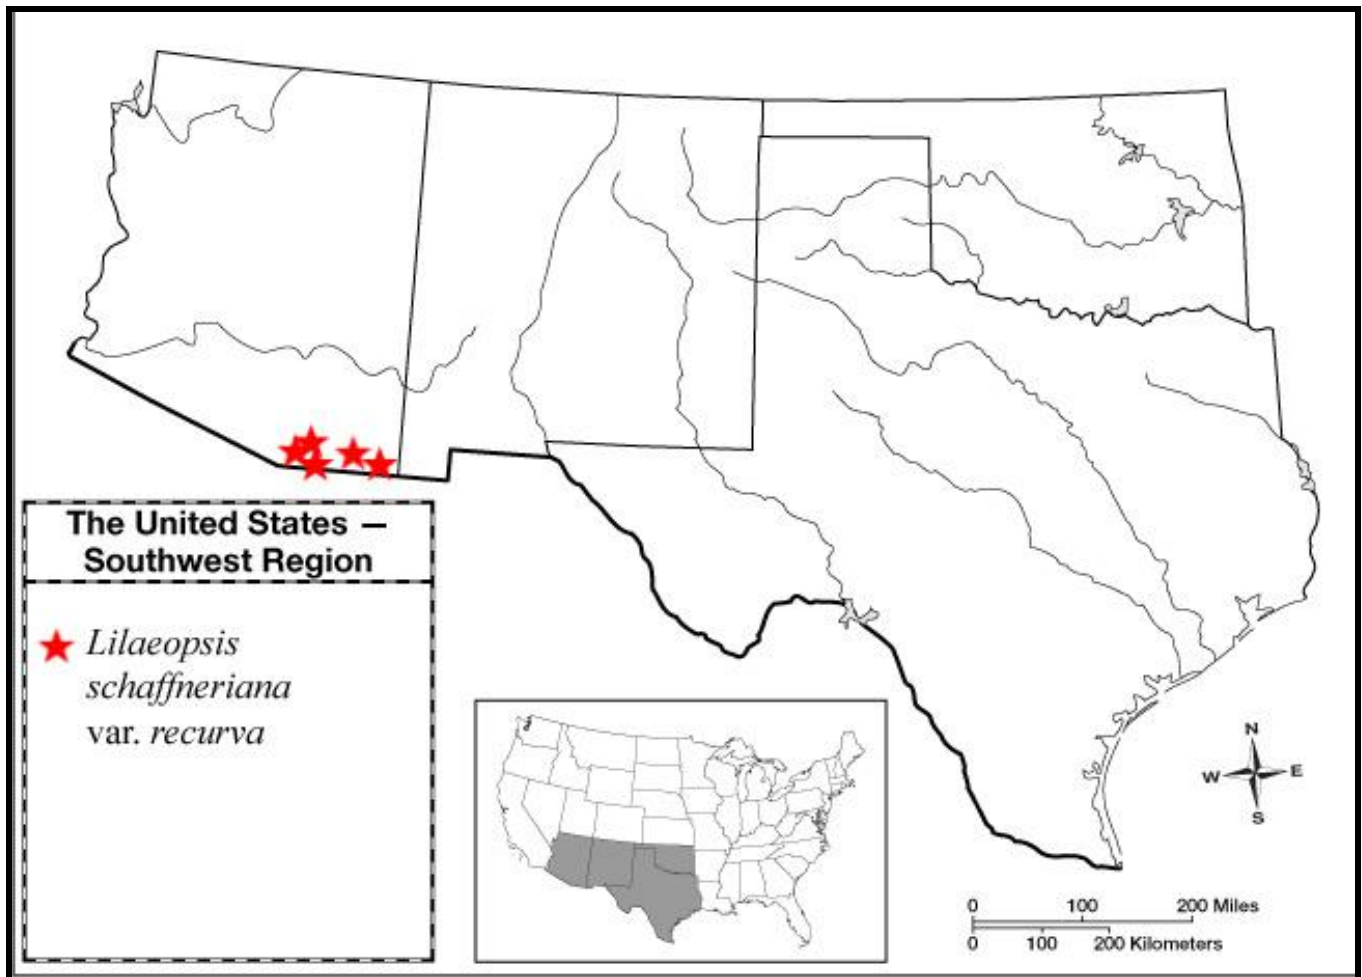 The United States —
Southwest Region
Lilaeopsis
schaffneriana
var. recurva
N
W E
S
0 100 200 Miles
0 100 200 Kilometers